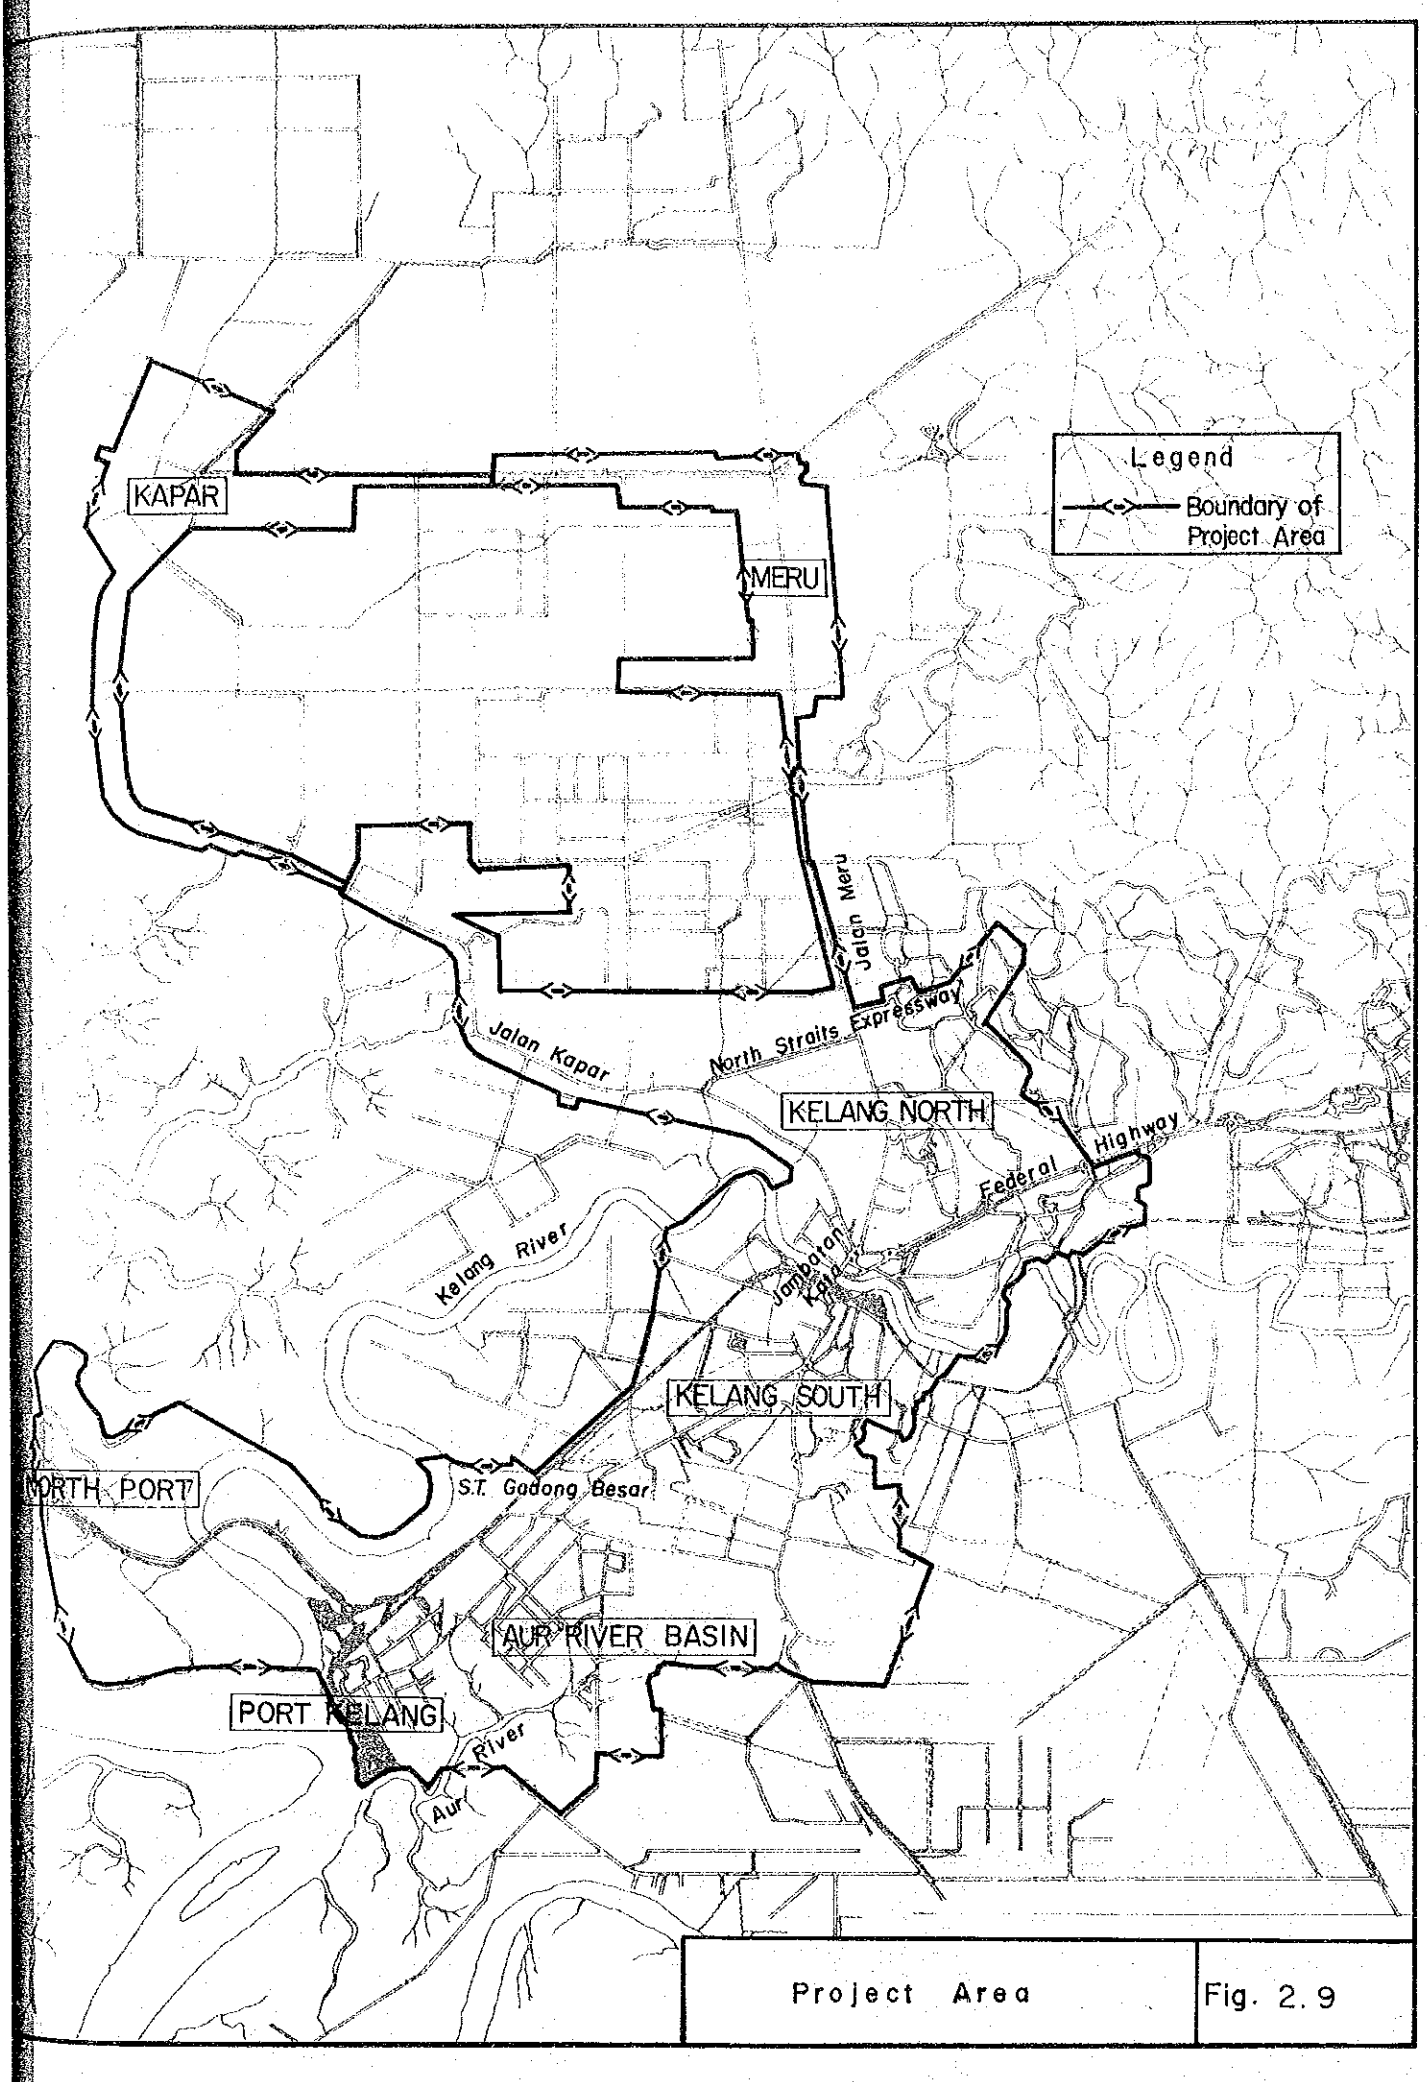 Legend
Boundary of
Project Area
KAPAR
MERU
Jalan Meru
North Straits Expressway
Jalan Kapar
KELANG NORTH
Federal Highway
Kelang River
Jambatan
Kota
KELANG SOUTH
NORTH PORT
S.T. Gadong Besar
AUR RIVER BASIN
PORT KELANG
Aur River
Project Area
Fig. 2.9